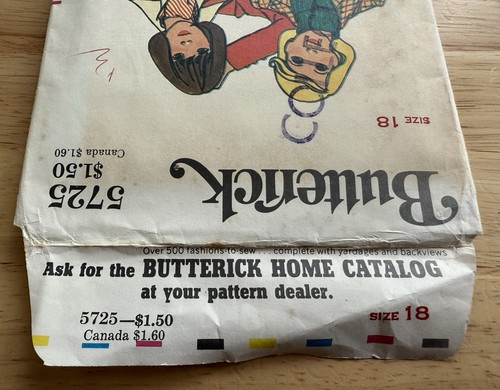 Butterick
5725
$1.50
Canada $1.60
SIZE 18
Over 500 fashions-to-sew . . . complete with yardages and backviews
Ask for the BUTTERICK HOME CATALOG
at your pattern dealer.
5725—$1.50
Canada $1.60
SIZE 18